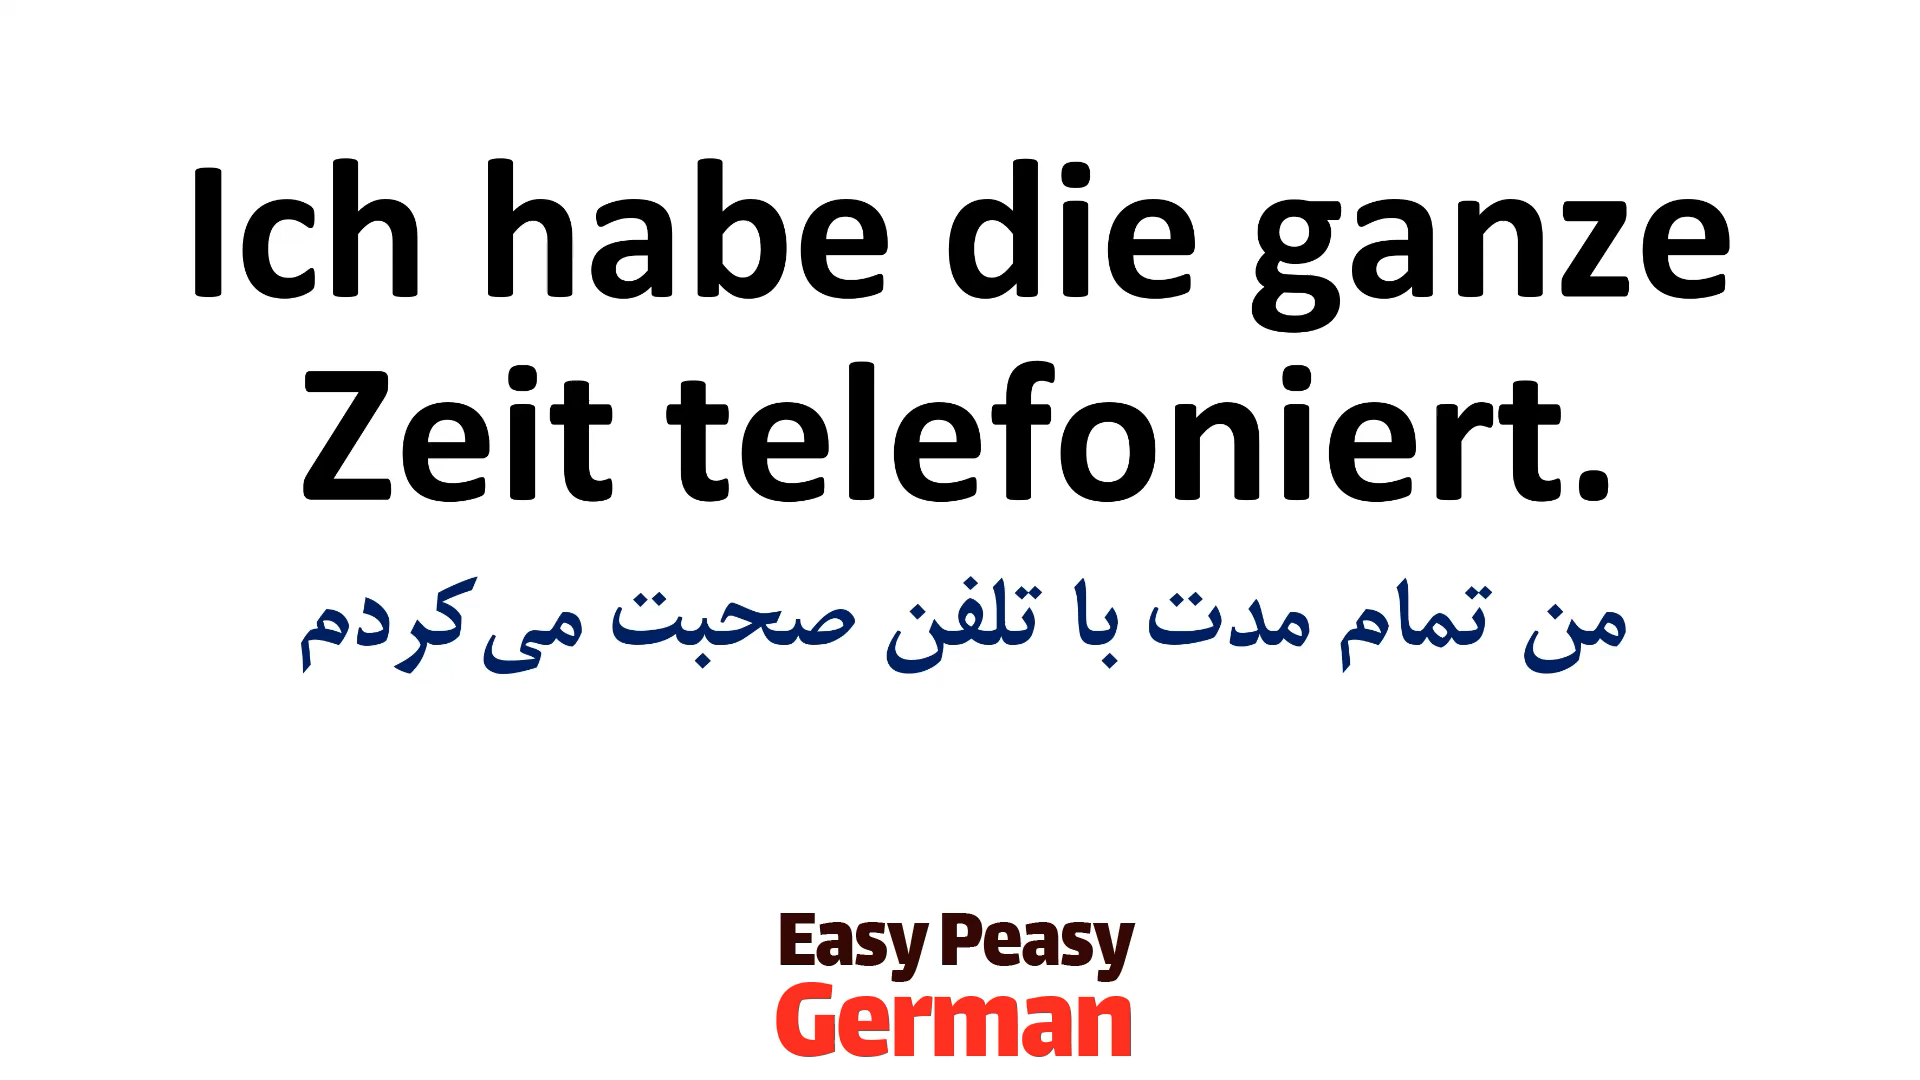 Ich habe die ganze
Zeit telefoniert.
من تمام مدت با تلفن صحبت می‌کردم
Easy Peasy
German